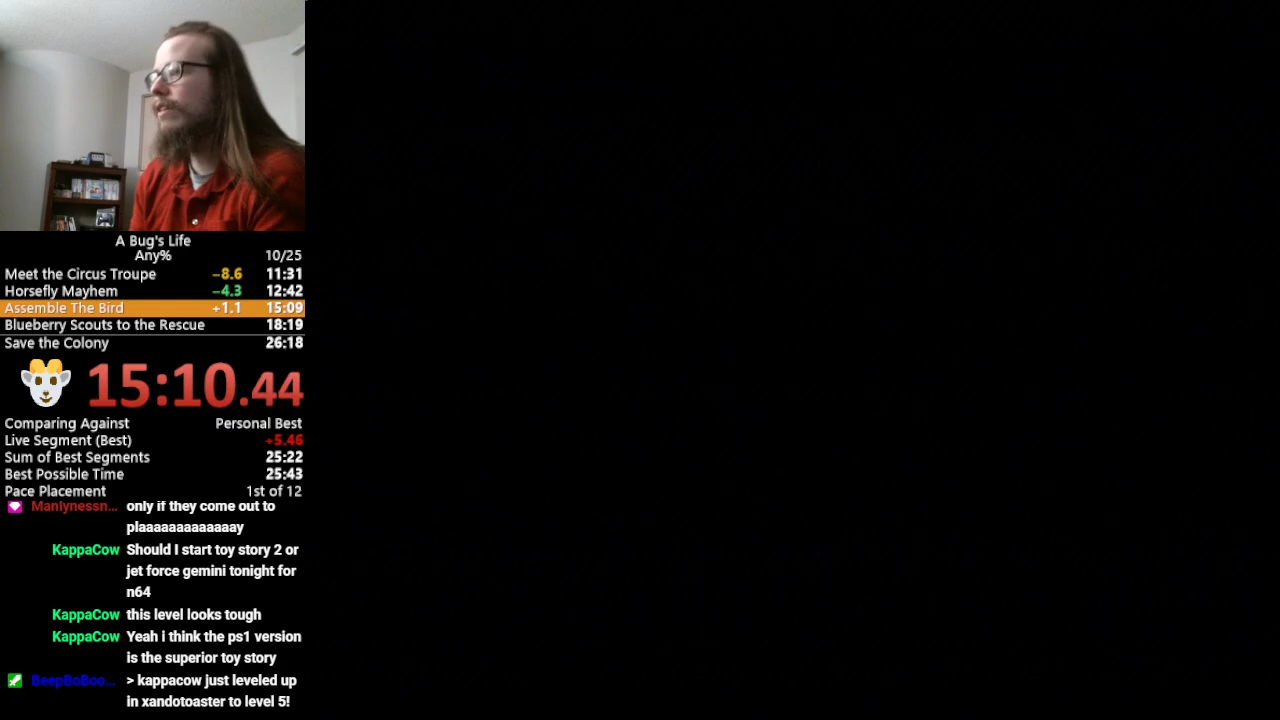 A Bug's Life
Any% 10/25
Meet the Circus Troupe -8.6 11:31
Horsefly Mayhem -4.3 12:42
Assemble The Bird +1.1 15:09
Blueberry Scouts to the Rescue 18:19
Save the Colony 26:18
15:10.44
Comparing Against Personal Best
Live Segment (Best) +5.46
Sum of Best Segments 25:22
Best Possible Time 25:43
Pace Placement 1st of 12
Manlynessn... only if they come out to
plaaaaaaaaaaaay
KappaCow Should I start toy story 2 or
jet force gemini tonight for
n64
KappaCow this level looks tough
KappaCow Yeah i think the ps1 version
is the superior toy story
BeepBoBoo... > kappacow just leveled up
in xandotoaster to level 5!